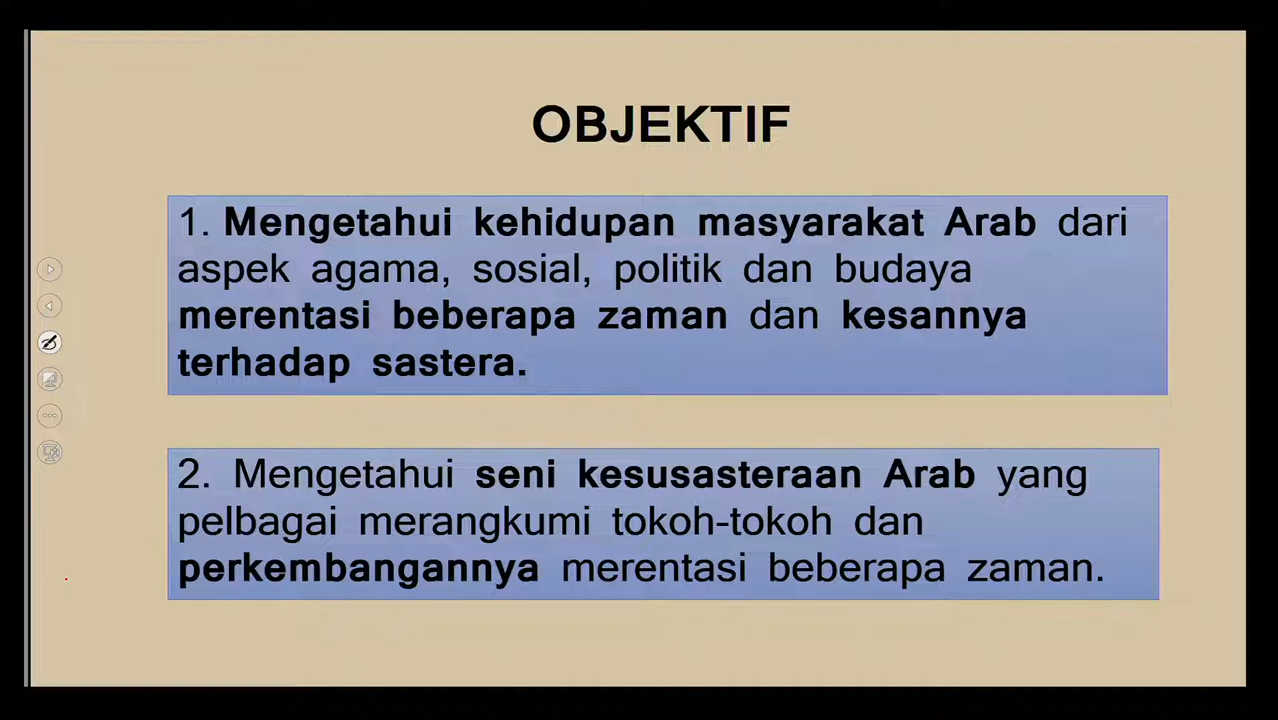 OBJEKTIF
1. Mengetahui kehidupan masyarakat Arab dari
aspek agama, sosial, politik dan budaya
merentasi beberapa zaman dan kesannya
terhadap sastera.
2. Mengetahui seni kesusasteraan Arab yang
pelbagai merangkumi tokoh-tokoh dan
perkembangannya merentasi beberapa zaman.